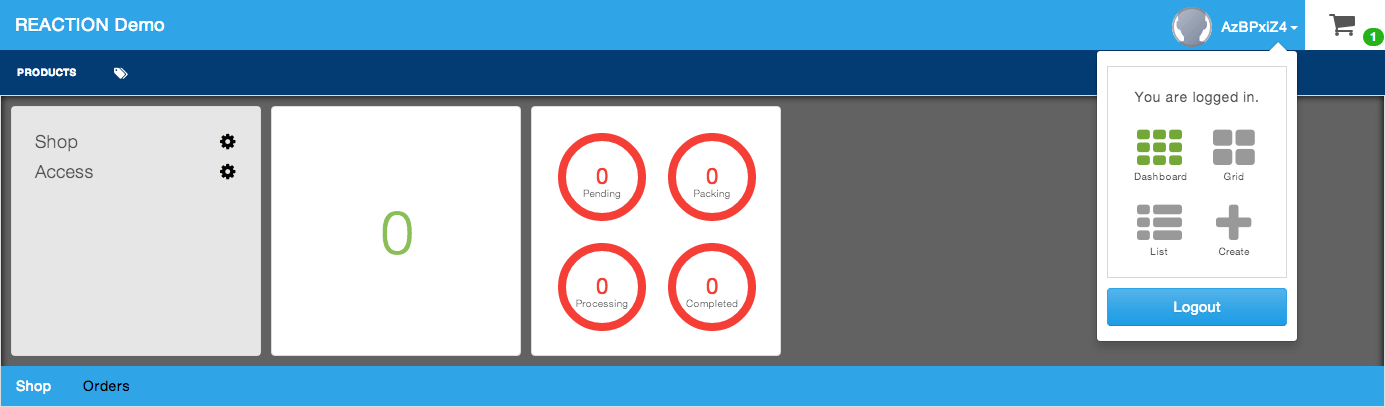 REACTION Demo
AzBPxlZ4
1
PRODUCTS
You are logged in.
Dashboard
Grid
List
Create
Logout
Shop
Access
0
0
Pending
0
Packing
0
Processing
0
Completed
Shop
Orders